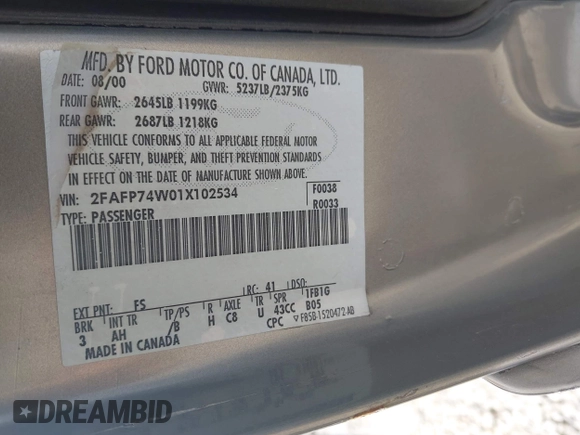 MFD. BY FORD MOTOR CO. OF CANADA, LTD.
DATE: 08/00 GVWR: 5237LB/2375KG
FRONT GAWR: 2645LB 1199KG
REAR GAWR: 2687LB 1218KG
THIS VEHICLE CONFORMS TO ALL APPLICABLE FEDERAL MOTOR
VEHICLE SAFETY, BUMPER, AND THEFT PREVENTION STANDARDS
IN EFFECT ON THE DATE OF MANUFACTURE SHOWN ABOVE.
VIN: 2FAFP74W01X102534 F0038
TYPE: PASSENGER R0033
RC: 41 DSO:
EXT PNT: FS 1FB1G
BRK INT TR TP/PS R AXLE TR SPR B05
3 AH /B H C8 U 43CC
CPC F85B-1520472-AB
MADE IN CANADA
DREAMBID